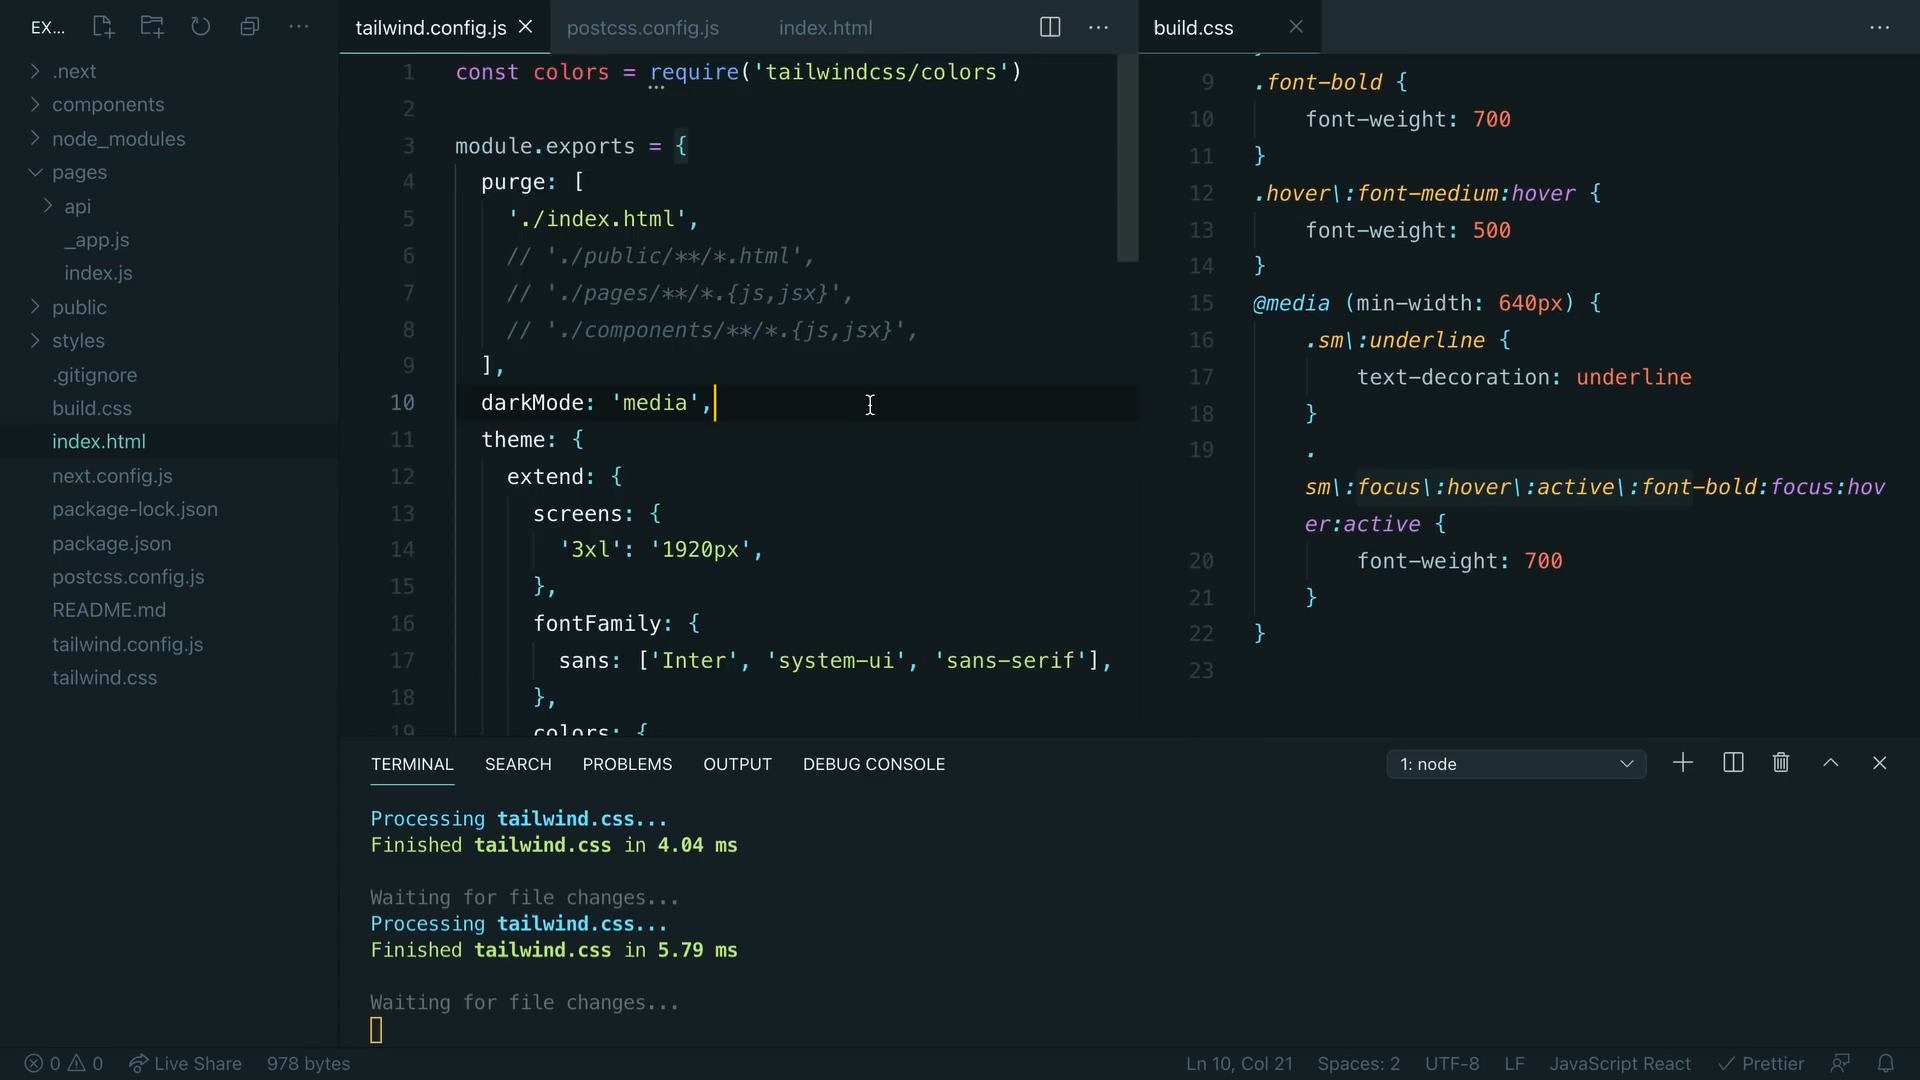 EX...
.next
components
node_modules
pages
api
_app.js
index.js
public
styles
.gitignore
build.css
index.html
next.config.js
package-lock.json
package.json
postcss.config.js
README.md
tailwind.config.js
tailwind.css
tailwind.config.js
postcss.config.js
index.html
1 const colors = require('tailwindcss/colors')
2
3 module.exports = {
4 purge: [
5 './index.html',
6 // './public/**/*.html',
7 // './pages/**/*.{js,jsx}',
8 // './components/**/*.{js,jsx}',
9 ],
10 darkMode: 'media',
11 theme: {
12 extend: {
13 screens: {
14 '3xl': '1920px',
15 },
16 fontFamily: {
17 sans: ['Inter', 'system-ui', 'sans-serif'],
18 },
19 colors: {
build.css
9 .font-bold {
10 font-weight: 700
11 }
12 .hover\:font-medium:hover {
13 font-weight: 500
14 }
15 @media (min-width: 640px) {
16 .sm\:underline {
17 text-decoration: underline
18 }
19 .
sm\:focus\:hover\:active\:font-bold:focus:hov
er:active {
20 font-weight: 700
21 }
22 }
23
TERMINAL SEARCH PROBLEMS OUTPUT DEBUG CONSOLE 1: node
Processing tailwind.css...
Finished tailwind.css in 4.04 ms
Waiting for file changes...
Processing tailwind.css...
Finished tailwind.css in 5.79 ms
Waiting for file changes...
0 0 Live Share 978 bytes Ln 10, Col 21 Spaces: 2 UTF-8 LF JavaScript React Prettier